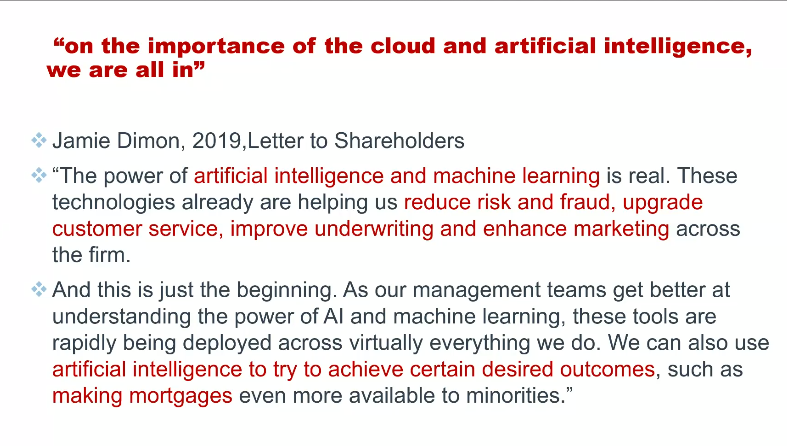 “on the importance of the cloud and artificial intelligence,
we are all in”
Jamie Dimon, 2019,Letter to Shareholders
“The power of artificial intelligence and machine learning is real. These
technologies already are helping us reduce risk and fraud, upgrade
customer service, improve underwriting and enhance marketing across
the firm.
And this is just the beginning. As our management teams get better at
understanding the power of AI and machine learning, these tools are
rapidly being deployed across virtually everything we do. We can also use
artificial intelligence to try to achieve certain desired outcomes, such as
making mortgages even more available to minorities.”